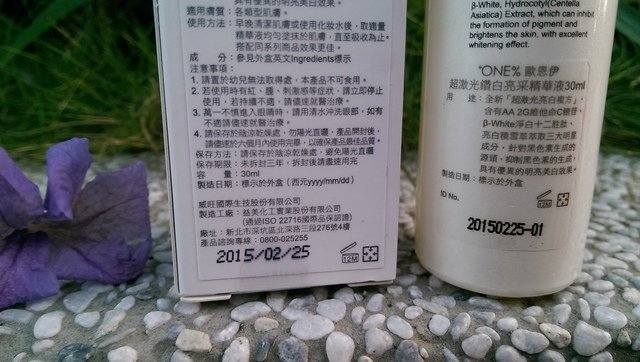 具有優異的明亮美白效果。
適用膚質：各類型肌膚。
使用方法：早晚清潔肌膚或使用化妝水後，取適量
精華液均勻塗抹於肌膚，直至吸收為止。
搭配同系列商品效果更佳。
成　分：參見外盒英文Ingredients標示
注意事項：
1. 請置於幼兒無法取得處，本產品不可食用。
2. 若使用時有紅、腫、刺激感等症狀，請立即停止
使用，若持續不適，請儘速就醫治療。
3. 萬一不慎進入眼睛時，請用清水沖洗眼部，如有
不適請儘速就醫治療。
4. 請保存於陰涼乾燥處，勿陽光直曬，產品開封後，
請儘速於六個月內使用完畢，以確保產品最佳品質。
保存方法：請保存於陰涼乾燥處，避免陽光直曬
保存期限：未拆封三年，拆封後請盡速用完
容　量：30ml
製造日期：標示於外盒（西元yyyy/mm/dd）
威旺國際生技股份有限公司
製造工廠：益美化工實業股份有限公司
（通過ISO 22716國際品保認證）
廠址：新北市深坑區北深路三段276號4樓
產品諮詢專線：0800-025255
2015/02/25
12M
β-White, Hydrocotyl(Centella
Asiatica) Extract, which can inhibit
the formation of pigment and
brightens the skin, with excellent
whitening effect.
°ONE% 歐恩伊
超激光鑽白亮采精華液30ml
用　途：全新「超激光亮白複方」，
含有AA 2G維他命C醣苷、
β-White淨白十二胜肽、
亮白積雪草萃取三大明星
成分，針對黑色素生成的
源頭，抑制黑色素的生成，
具有優異的明亮美白效果。
製造日期：標示於外盒
ID No.
12M
20150225-01